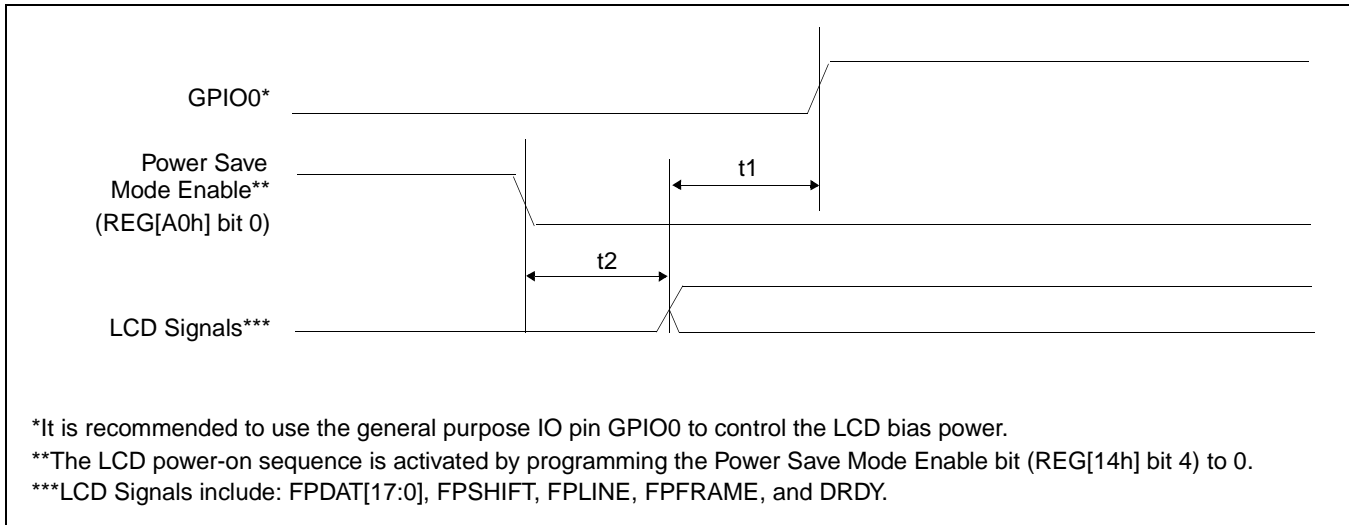 GPIO0*
Power Save
Mode Enable**
(REG[A0h] bit 0)
t1
t2
LCD Signals***
*It is recommended to use the general purpose IO pin GPIO0 to control the LCD bias power.
**The LCD power-on sequence is activated by programming the Power Save Mode Enable bit (REG[14h] bit 4) to 0.
***LCD Signals include: FPDAT[17:0], FPSHIFT, FPLINE, FPFRAME, and DRDY.